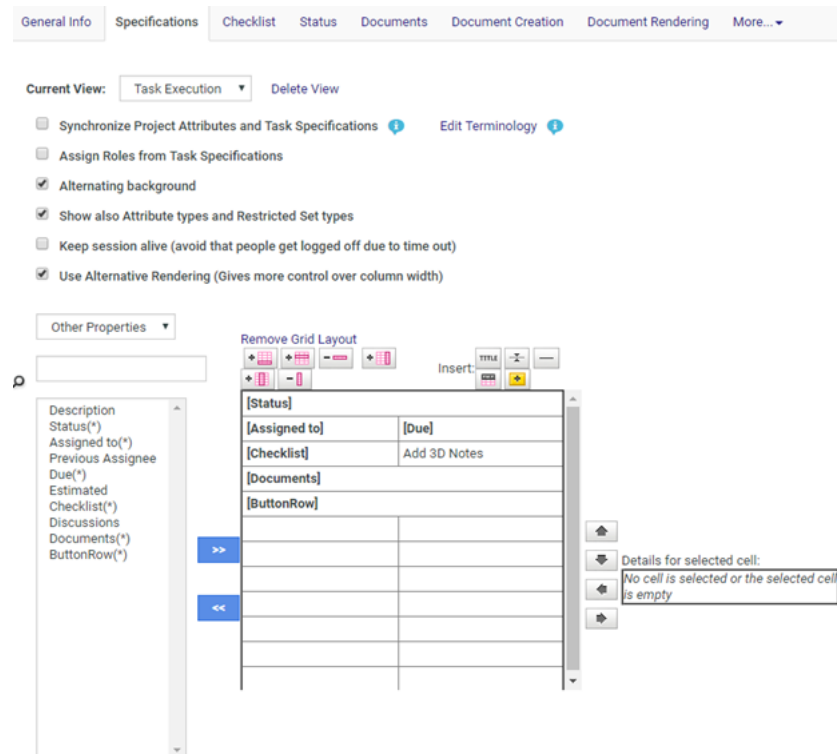 General Info Specifications Checklist Status Documents Document Creation Document Rendering More...
Current View: Task Execution Delete View
Synchronize Project Attributes and Task Specifications Edit Terminology
Assign Roles from Task Specifications
Alternating background
Show also Attribute types and Restricted Set types
Keep session alive (avoid that people get logged off due to time out)
Use Alternative Rendering (Gives more control over column width)
Other Properties
Remove Grid Layout
Insert: TITLE
Description
Status(*)
Assigned to(*)
Previous Assignee
Due(*)
Estimated
Checklist(*)
Discussions
Documents(*)
ButtonRow(*)
>>
<<
[Status]
[Assigned to] [Due]
[Checklist] Add 3D Notes
[Documents]
[ButtonRow]
Details for selected cell:
No cell is selected or the selected cell
is empty